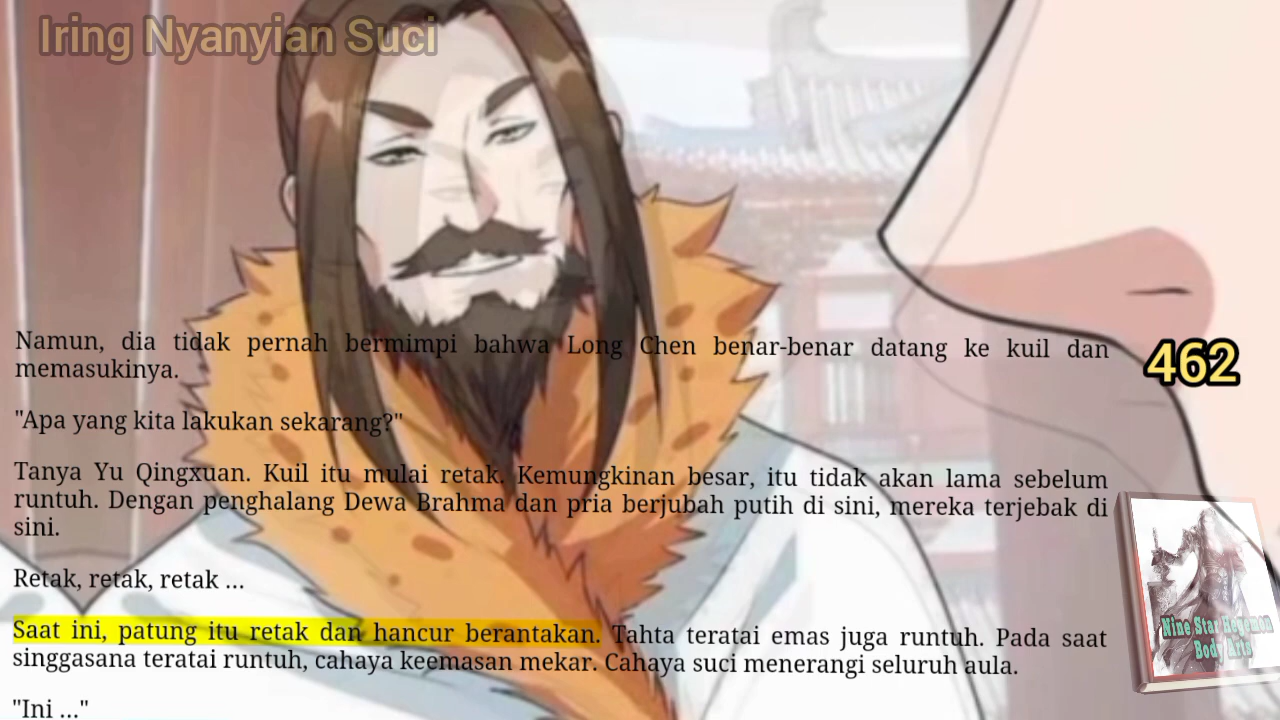 Iring Nyanyian Suci
Namun, dia tidak pernah bermimpi bahwa Long Chen benar-benar datang ke kuil dan
memasukinya.
"Apa yang kita lakukan sekarang?"
462
Tanya Yu Qingxuan. Kuil itu mulai retak. Kemungkinan besar, itu tidak akan lama sebelum
runtuh. Dengan penghalang Dewa Brahma dan pria berjubah putih di sini, mereka terjebak di
sini.
Retak, retak, retak ...
Saat ini, patung itu retak dan hancur berantakan. Tahta teratai emas juga runtuh. Pada saat
singgasana teratai runtuh, cahaya keemasan mekar. Cahaya suci menerangi seluruh aula.
"Ini ..."
Nine Star Hegemon
Body Arts